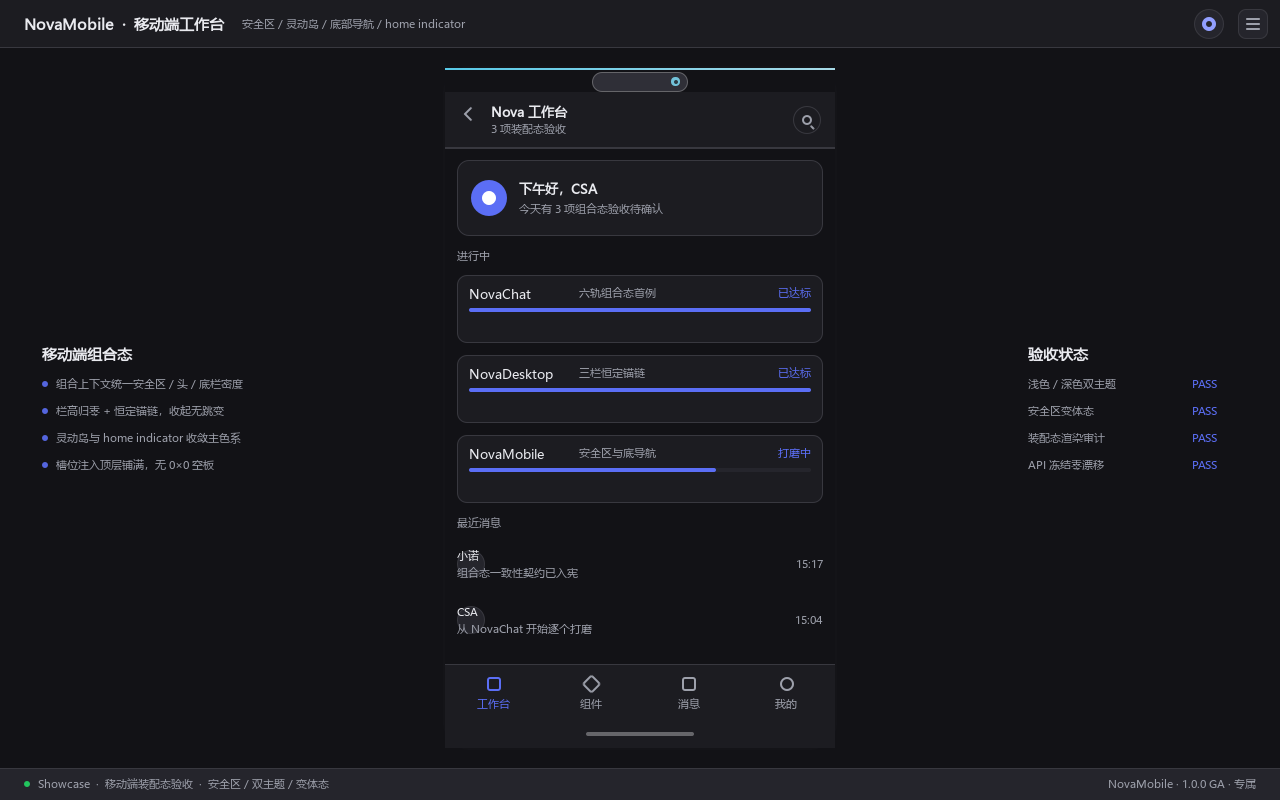 NovaMobile · 移动端工作台 安全区 / 灵动岛 / 底部导航 / home indicator
Nova 工作台
3 项装配态验收
下午好，CSA
今天有 3 项组合态验收待确认
进行中
NovaChat 六轨组合态首例 已达标
NovaDesktop 三栏恒定锚链 已达标
NovaMobile 安全区与底导航 打磨中
最近消息
小诺
组合态一致性契约已入宪
15:17
CSA
从 NovaChat 开始逐个打磨
15:04
工作台 组件 消息 我的
移动端组合态
组合上下文统一安全区 / 头 / 底栏密度
栏高归零 + 恒定锚链，收起无跳变
灵动岛与 home indicator 收敛主色系
槽位注入顶层铺满，无 0×0 空板
验收状态
浅色 / 深色双主题 PASS
安全区变体态 PASS
装配态渲染审计 PASS
API 冻结零漂移 PASS
Showcase · 移动端装配态验收 · 安全区 / 双主题 / 变体态
NovaMobile · 1.0.0 GA · 专属